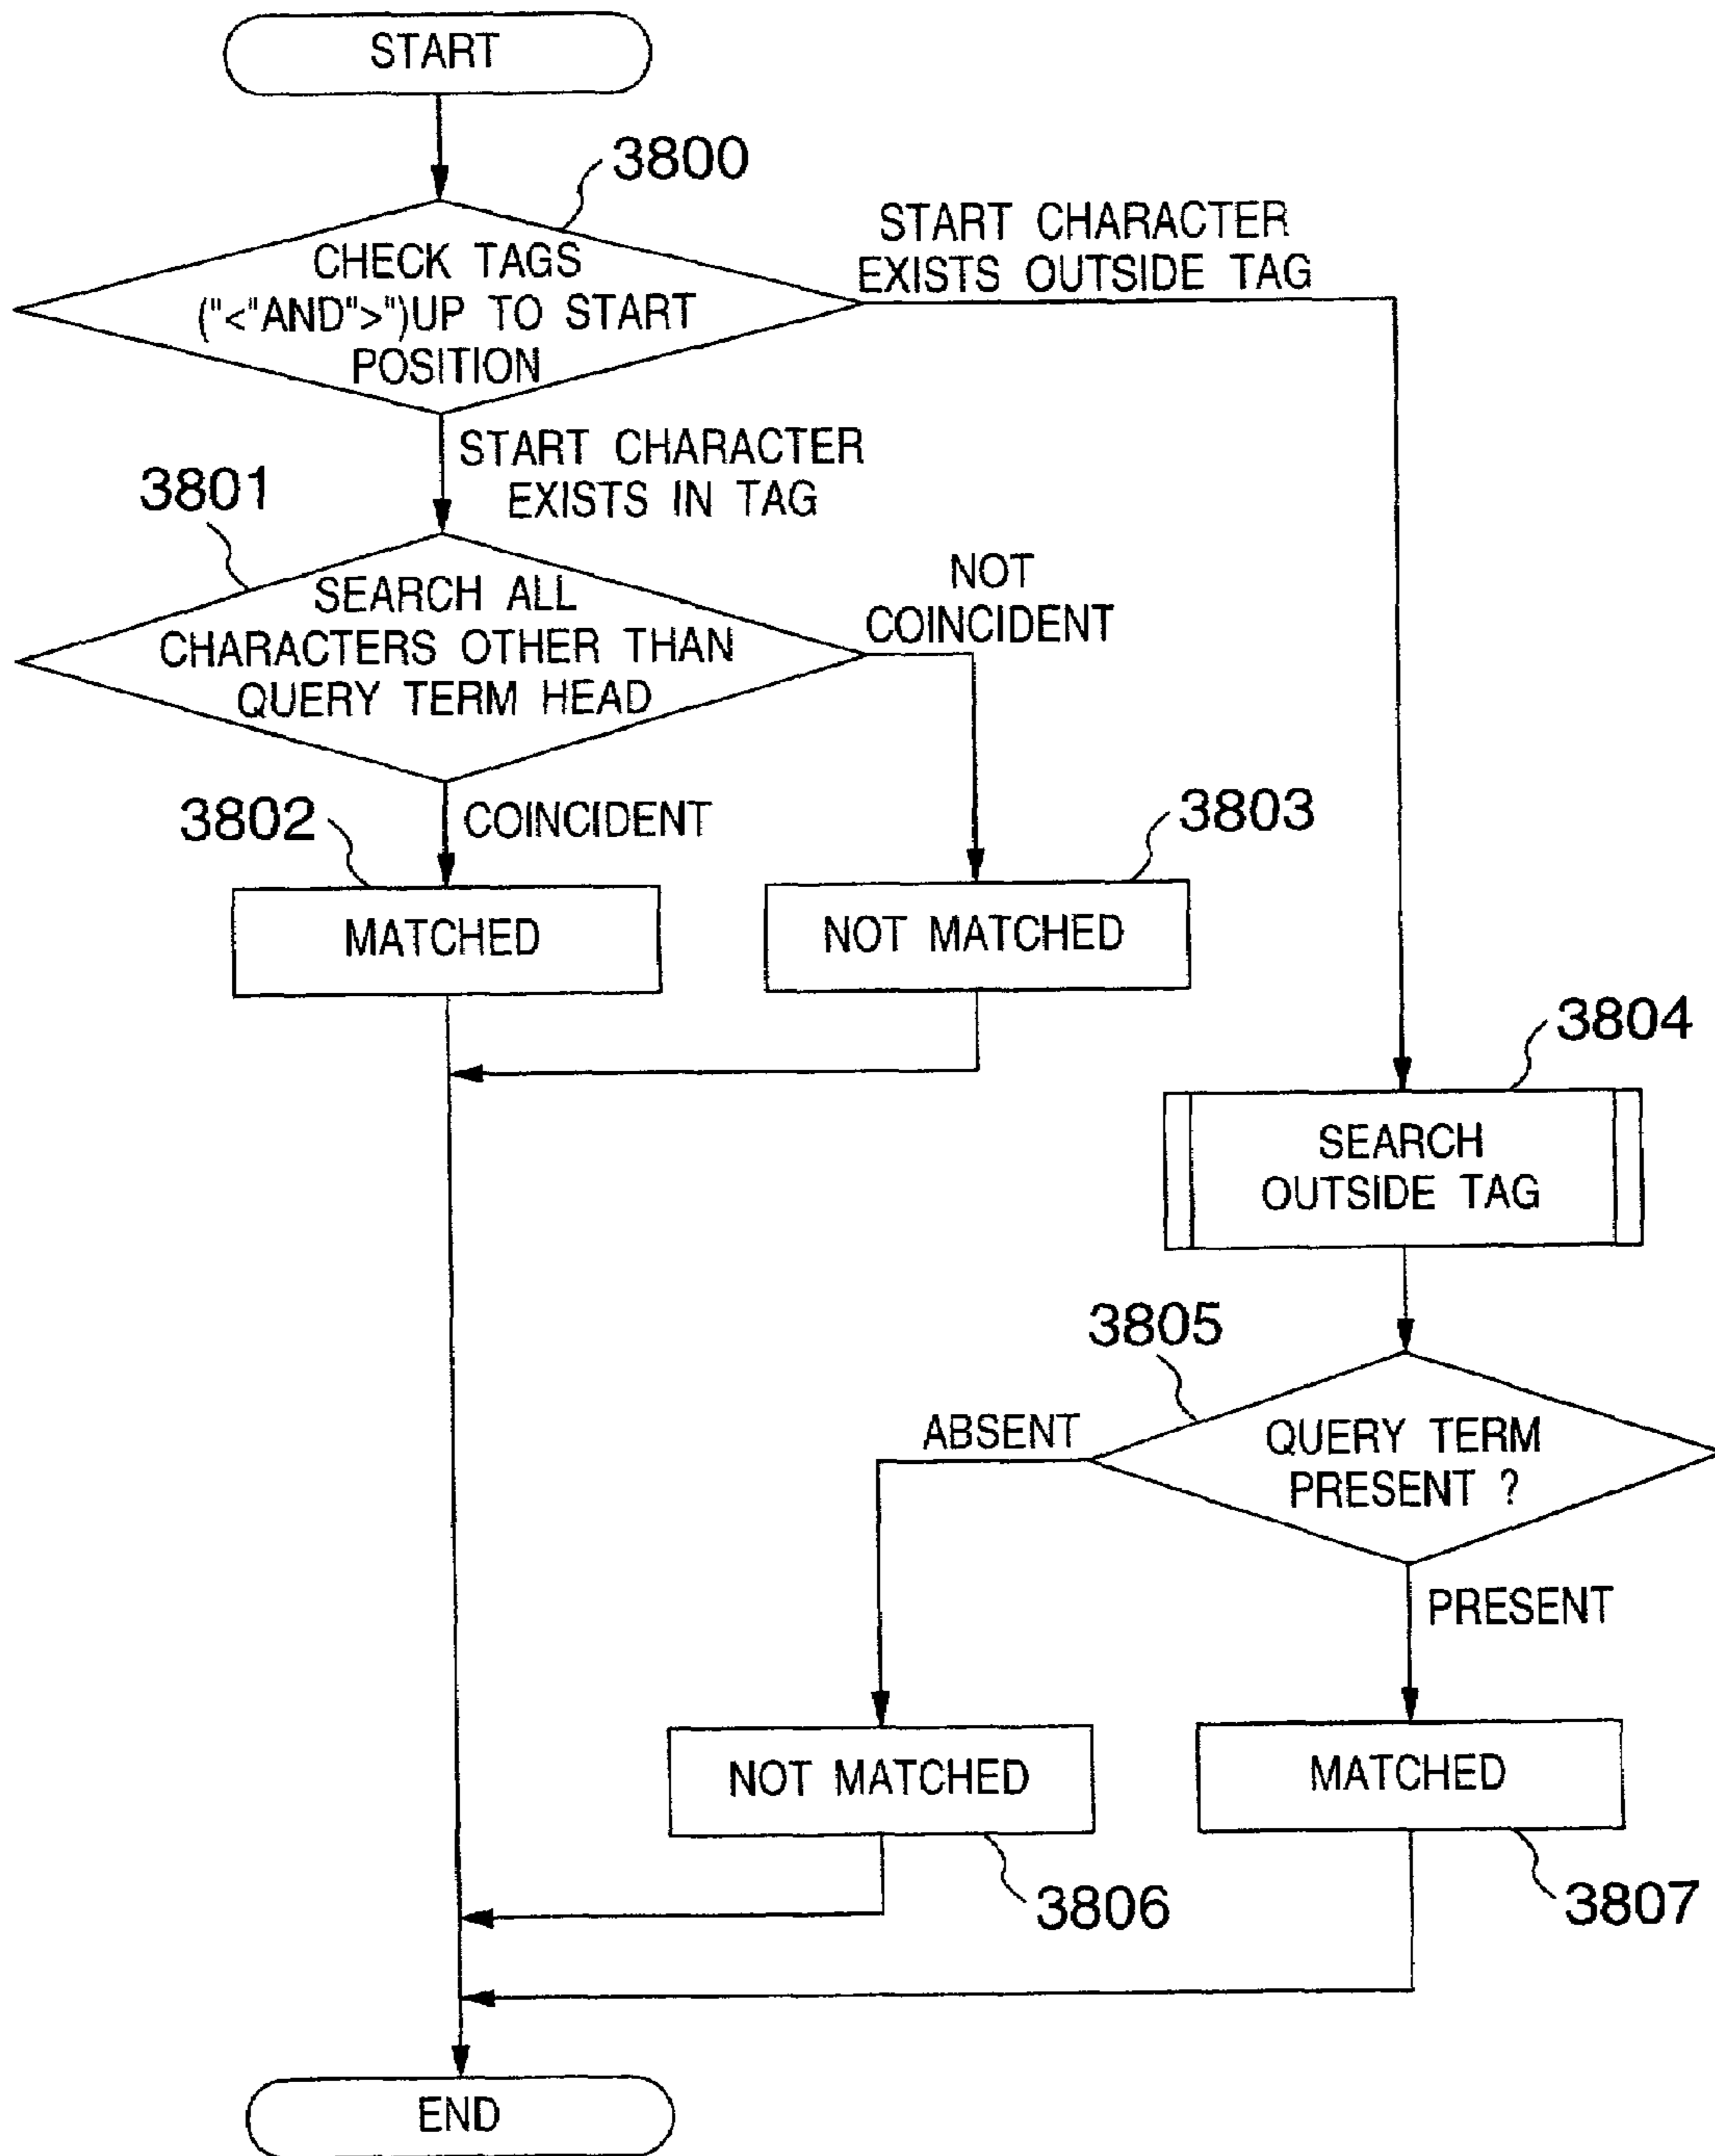 START
3800
CHECK TAGS
("<"AND">")UP TO START
POSITION
START CHARACTER
EXISTS OUTSIDE TAG
START CHARACTER
EXISTS IN TAG
3801
SEARCH ALL
CHARACTERS OTHER THAN
QUERY TERM HEAD
NOT
COINCIDENT
3802
COINCIDENT
3803
MATCHED
NOT MATCHED
3804
SEARCH
OUTSIDE TAG
3805
ABSENT
QUERY TERM
PRESENT ?
PRESENT
NOT MATCHED
MATCHED
3806
3807
END